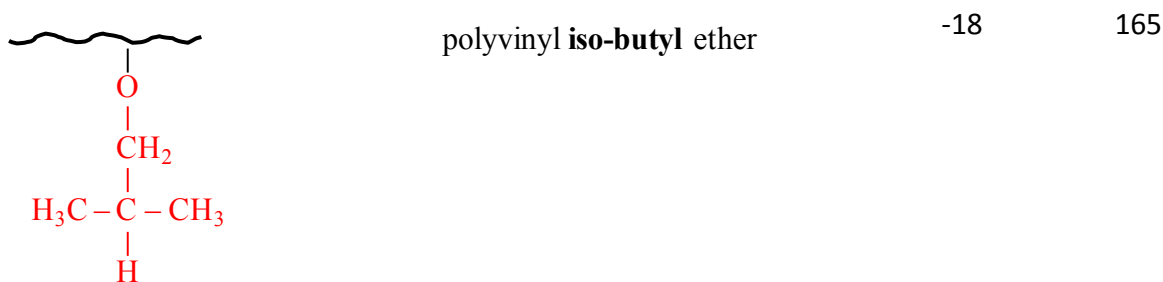 polyvinyl iso-butyl ether -18 165
O
CH₂
H₃C – C – CH₃
H